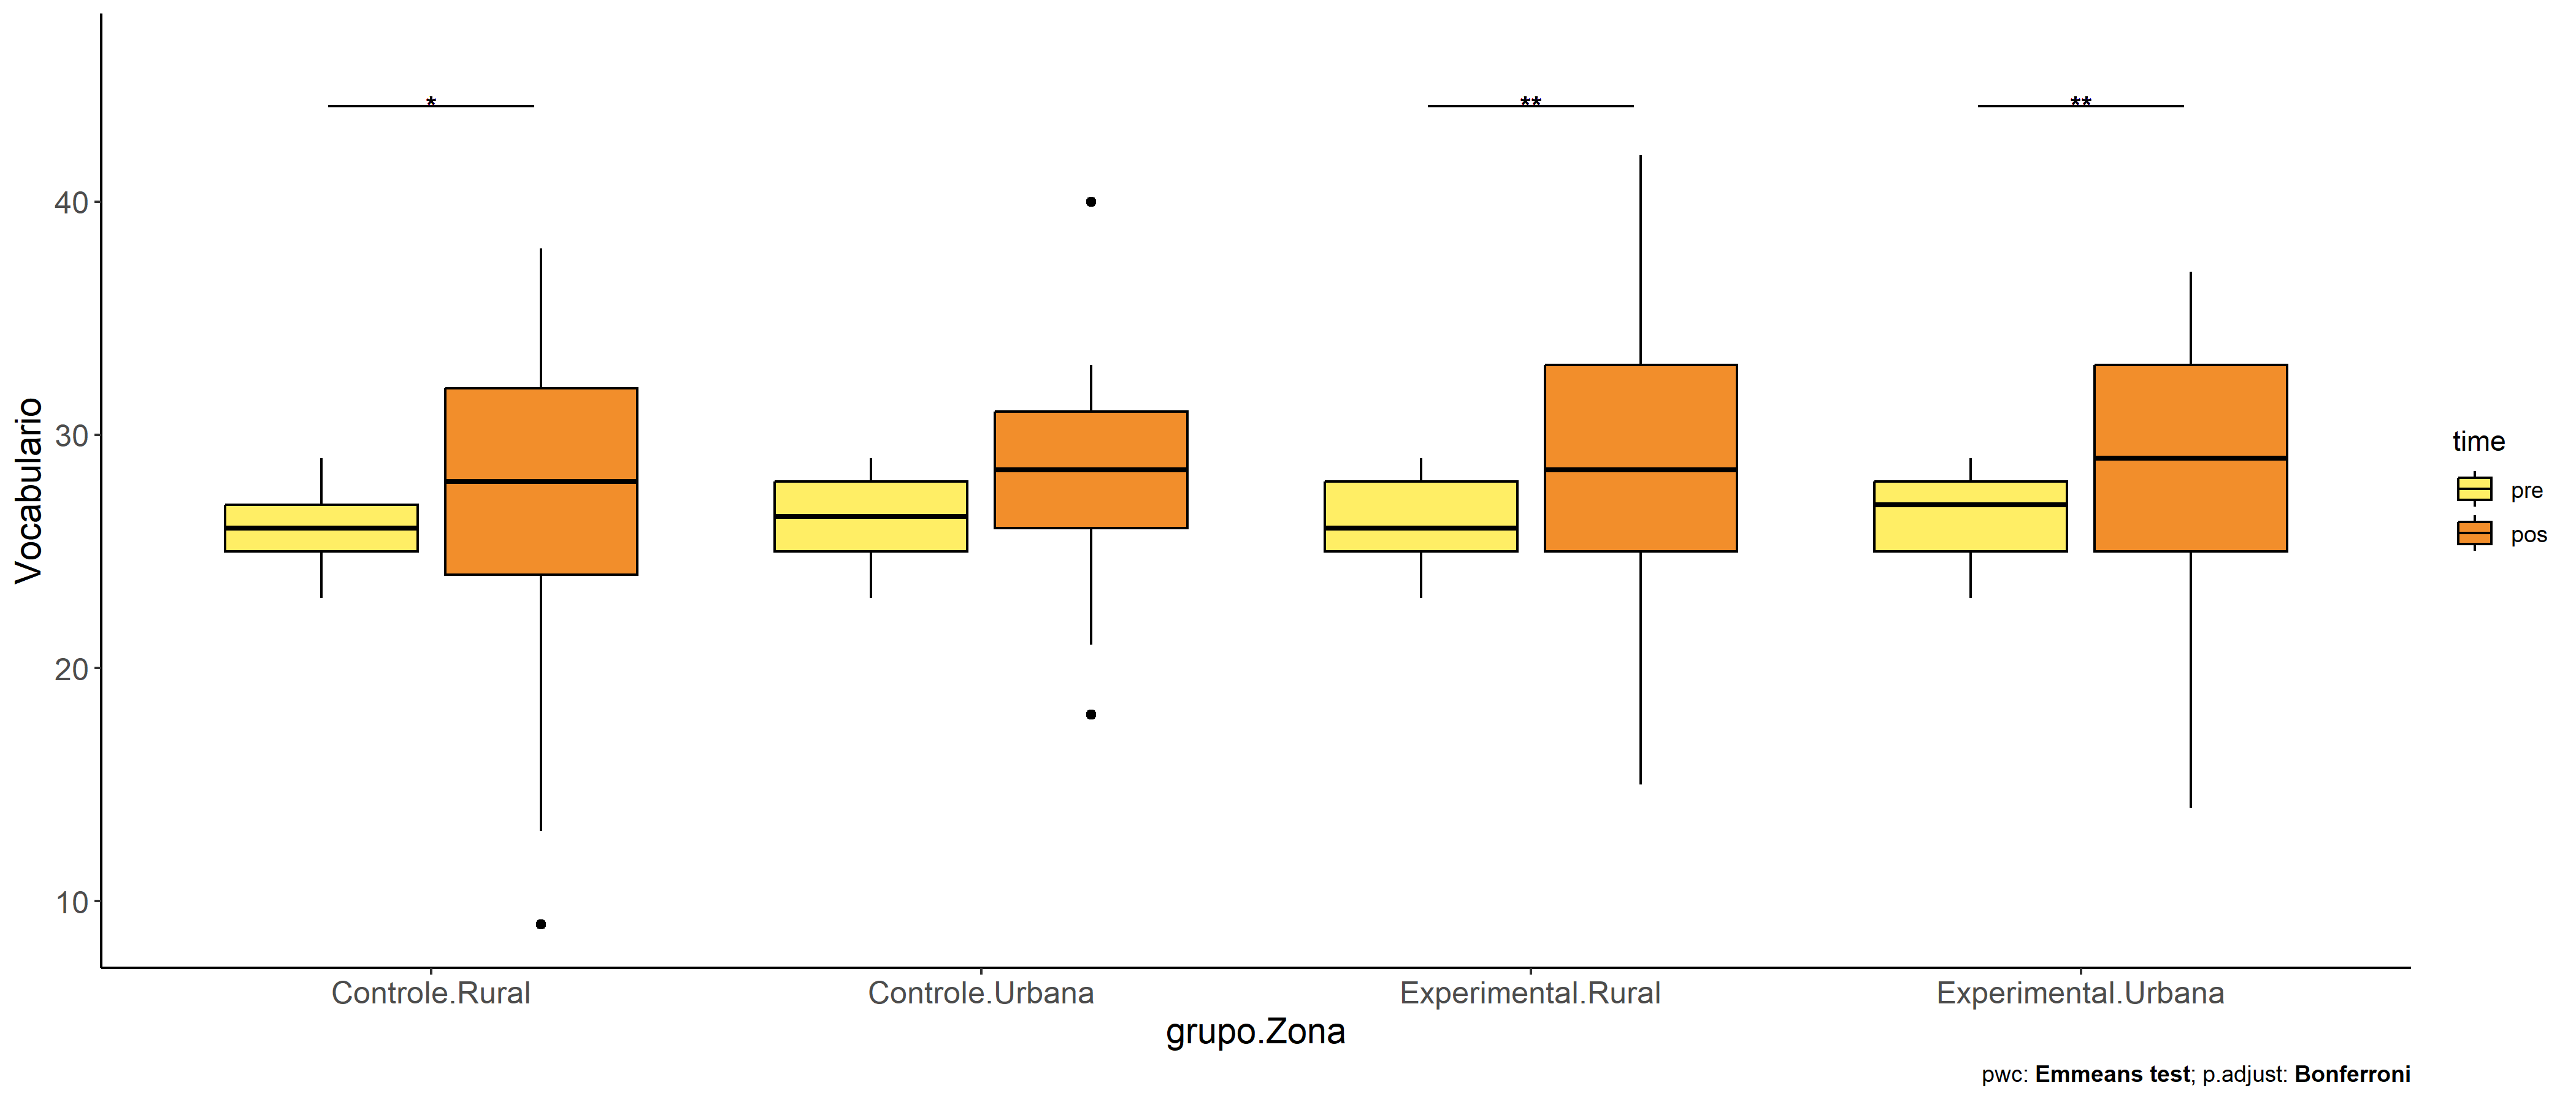 * ** **
Vocabulario
40
30
20
10
Controle.Rural Controle.Urbana Experimental.Rural Experimental.Urbana
grupo.Zona
time
pre
pos
pwc: Emmeans test; p.adjust: Bonferroni